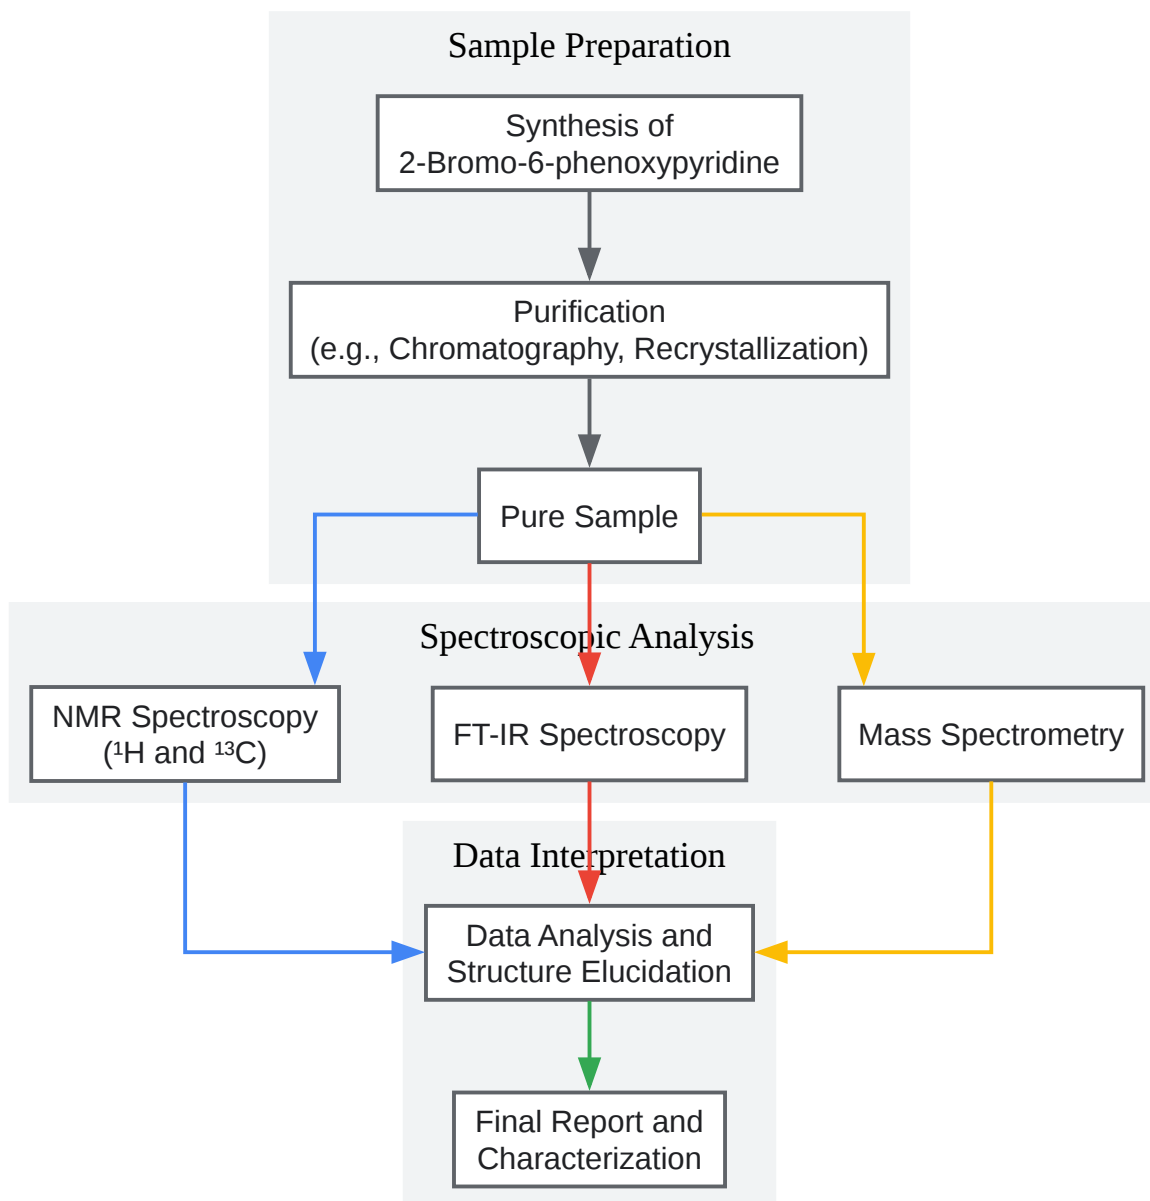 Sample Preparation
Synthesis of
2-Bromo-6-phenoxypyridine
Purification
(e.g., Chromatography, Recrystallization)
Pure Sample
Spectroscopic Analysis
NMR Spectroscopy
(¹H and ¹³C)
FT-IR Spectroscopy
Mass Spectrometry
Data Interpretation
Data Analysis and
Structure Elucidation
Final Report and
Characterization